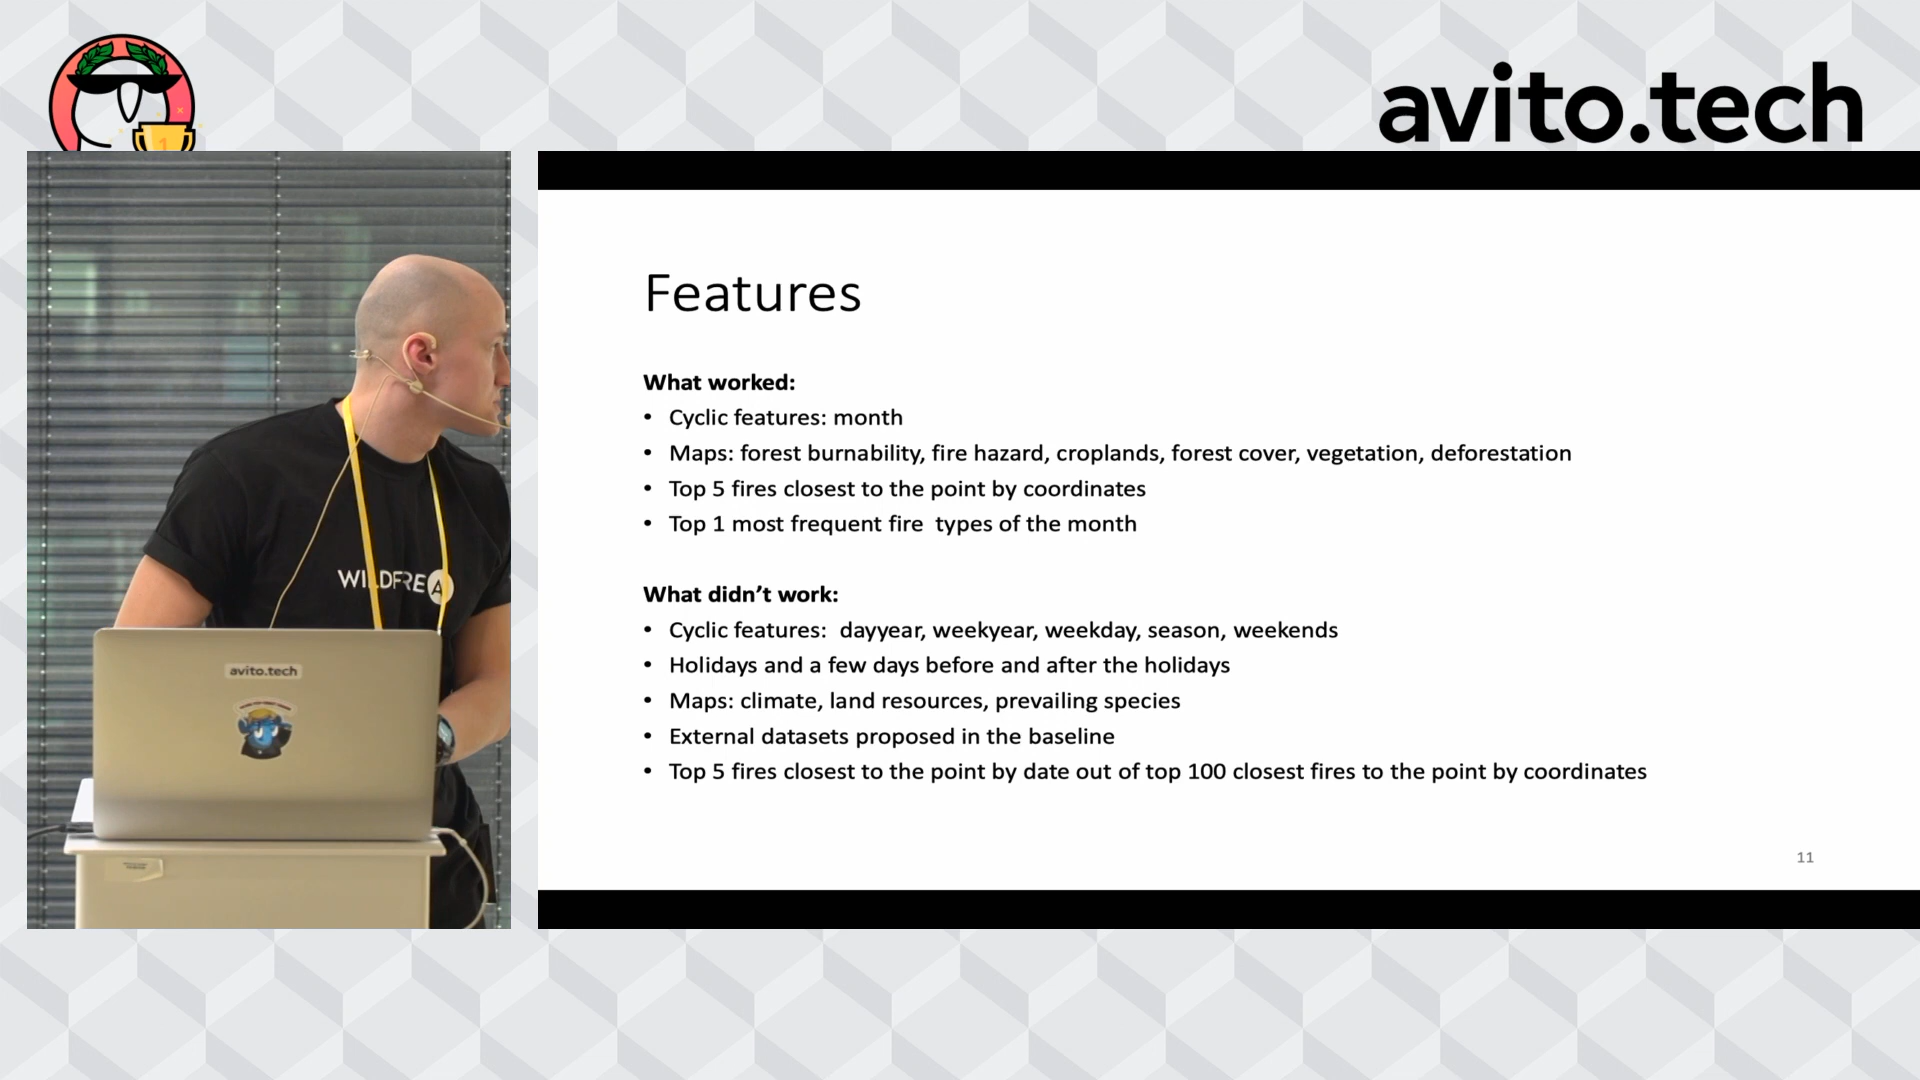 avito.tech
1
Features
What worked:
• Cyclic features: month
• Maps: forest burnability, fire hazard, croplands, forest cover, vegetation, deforestation
• Top 5 fires closest to the point by coordinates
• Top 1 most frequent fire  types of the month
What didn’t work:
• Cyclic features:  dayyear, weekyear, weekday, season, weekends
• Holidays and a few days before and after the holidays
• Maps: climate, land resources, prevailing species
• External datasets proposed in the baseline
• Top 5 fires closest to the point by date out of top 100 closest fires to the point by coordinates
11
avito.tech